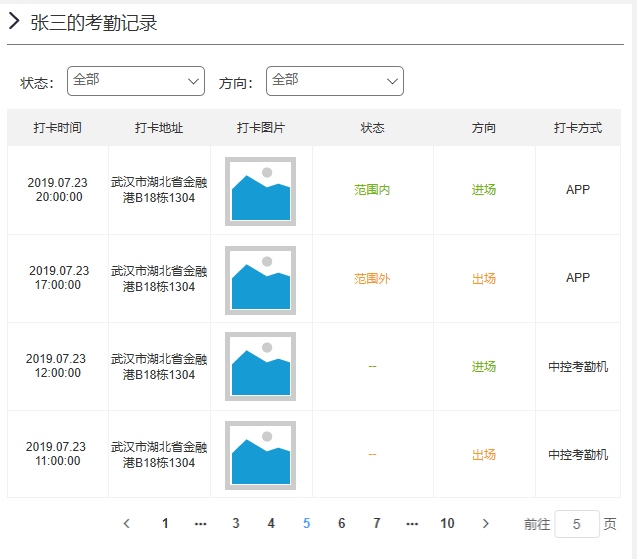 张三的考勤记录
状态： 全部 方向： 全部
打卡时间 打卡地址 打卡图片 状态 方向 打卡方式
2019.07.23 武汉市湖北省金融 范围内 进场 APP
20:00:00 港B18栋1304
2019.07.23 武汉市湖北省金融 范围外 出场 APP
17:00:00 港B18栋1304
2019.07.23 武汉市湖北省金融 -- 进场 中控考勤机
12:00:00 港B18栋1304
2019.07.23 武汉市湖北省金融 -- 出场 中控考勤机
11:00:00 港B18栋1304
1 ··· 3 4 5 6 7 ··· 10 前往 5 页